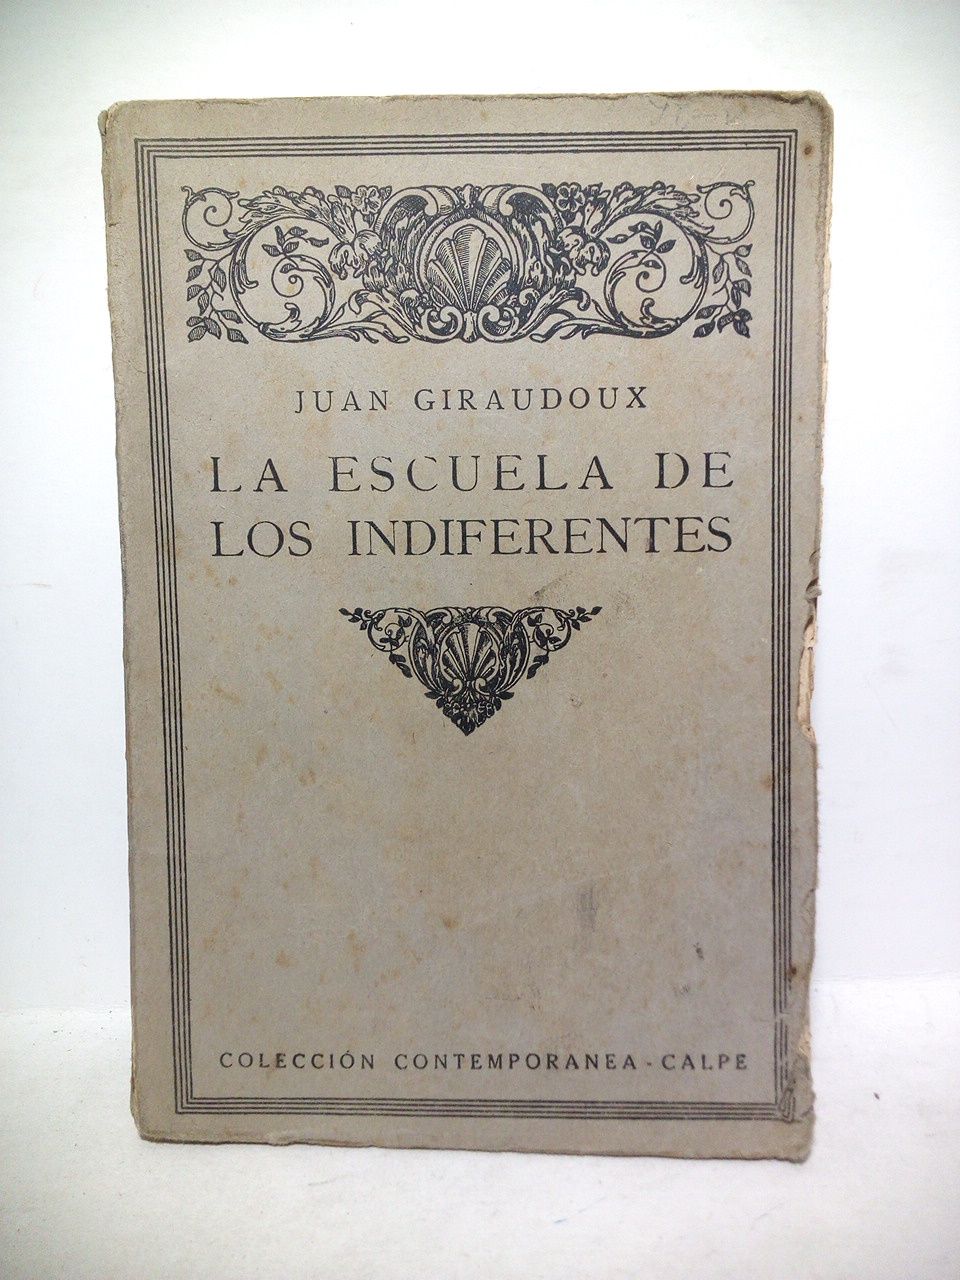 JUAN GIRAUDOUX
LA ESCUELA DE
LOS INDIFERENTES
COLECCIÓN CONTEMPORANEA - CALPE